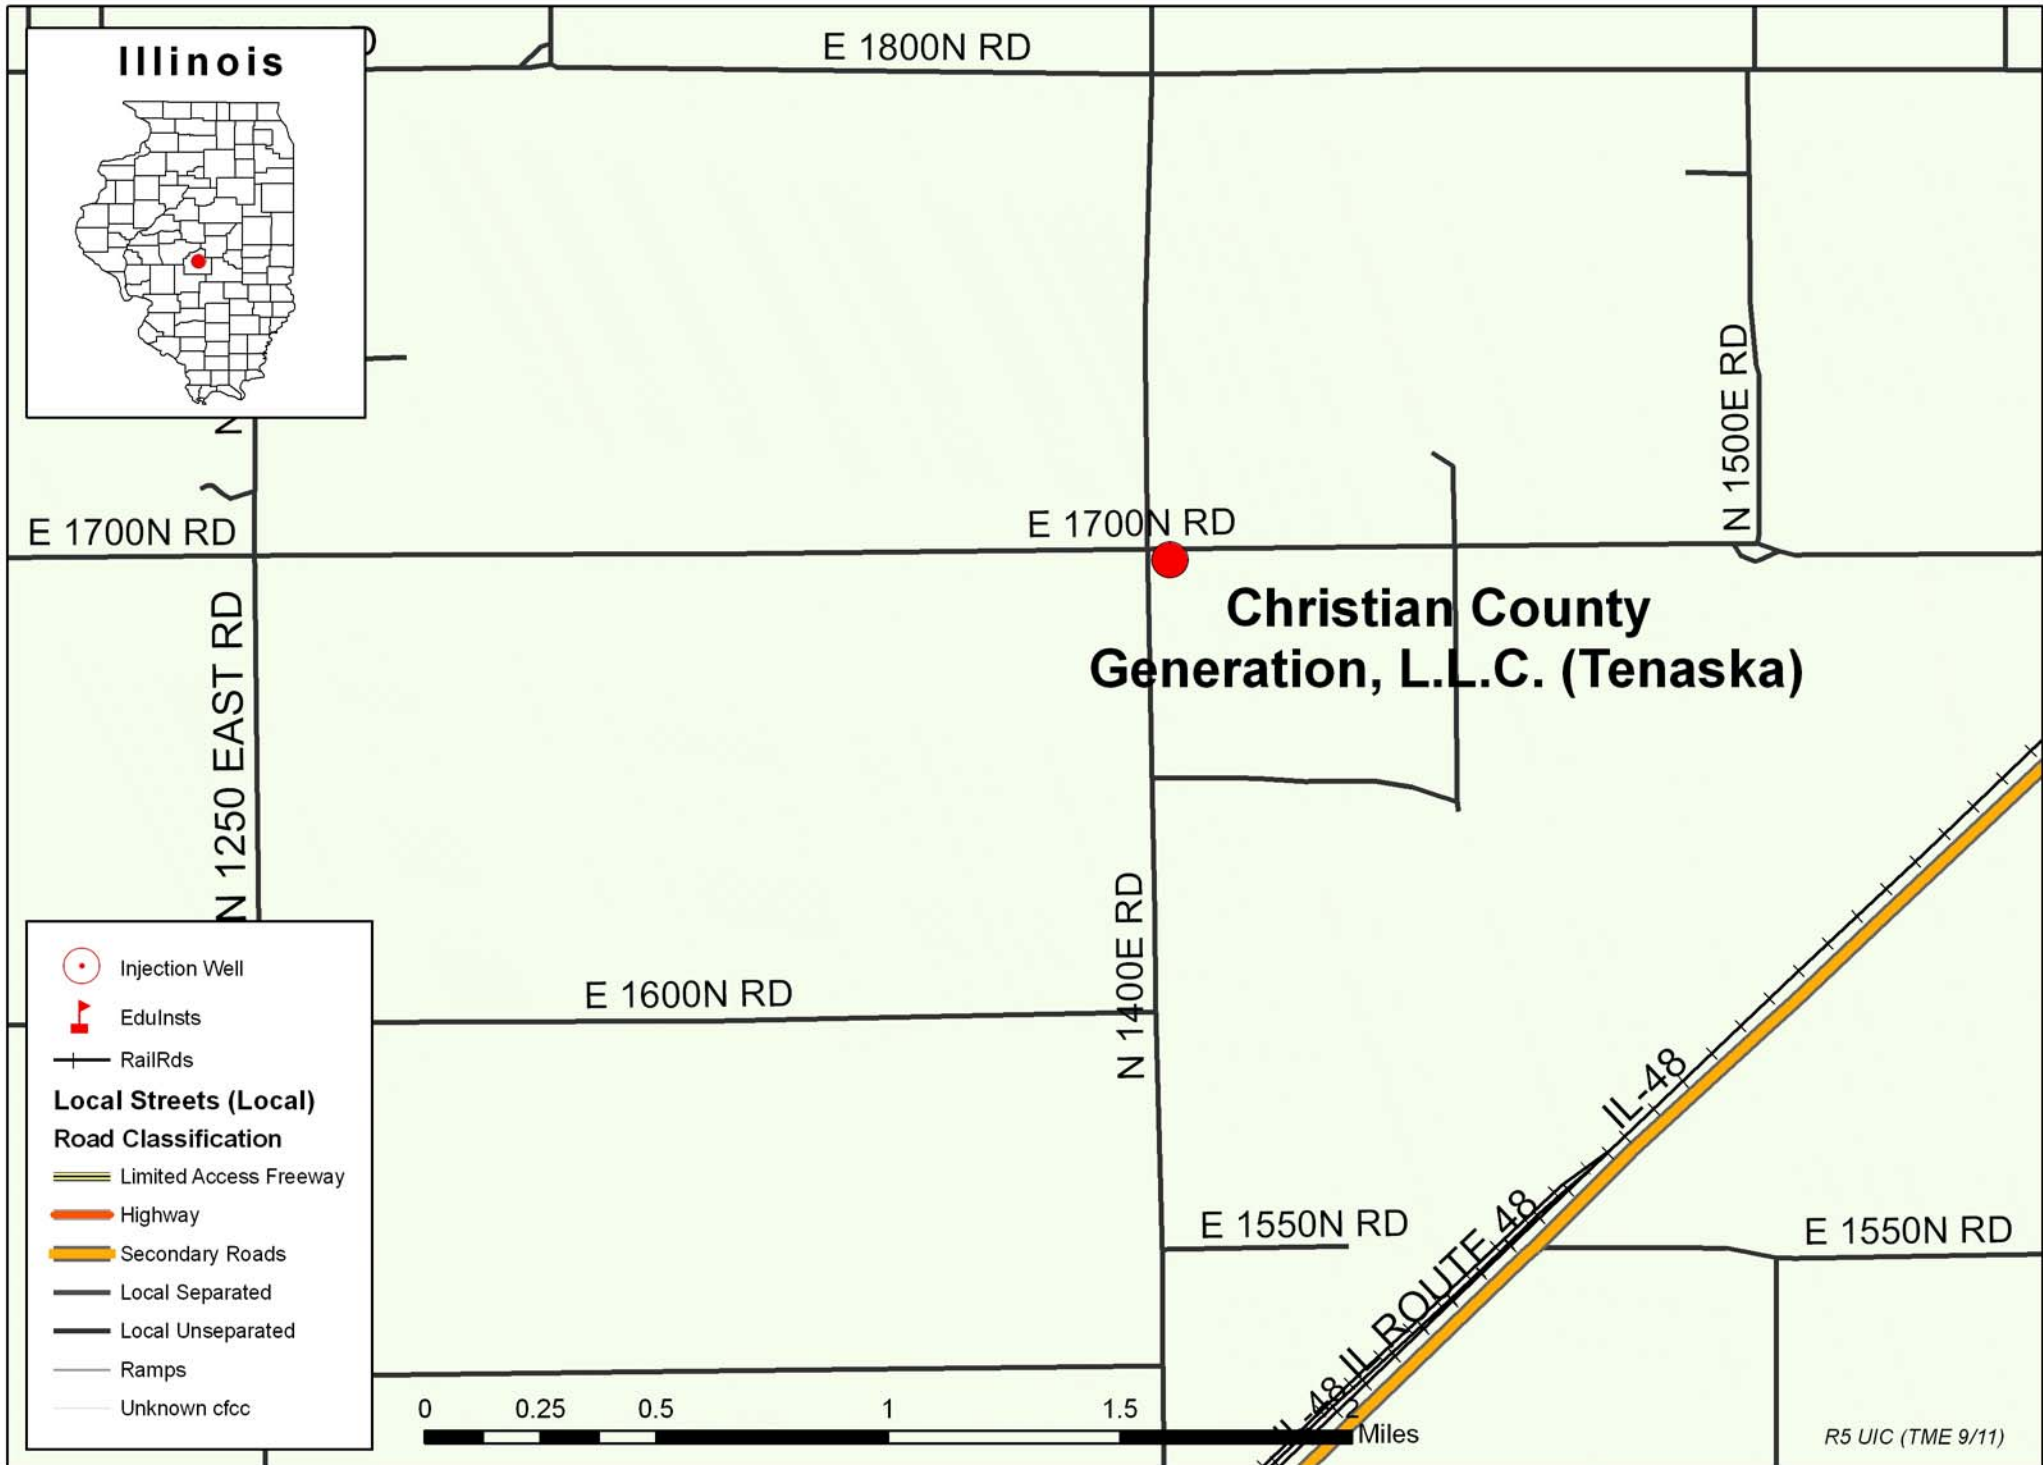 Illinois
E 1800N RD
N 1500E RD
E 1700N RD
E 1700N RD
Christian County
Generation, L.L.C. (Tenaska)
N 1250 EAST RD
N 1400E RD
E 1600N RD
IL-48
IL ROUTE 48
IL-48
E 1550N RD
E 1550N RD
Injection Well
EduInsts
RailRds
Local Streets (Local)
Road Classification
Limited Access Freeway
Highway
Secondary Roads
Local Separated
Local Unseparated
Ramps
Unknown cfcc
0 0.25 0.5 1 1.5 2
Miles
R5 UIC (TME 9/11)